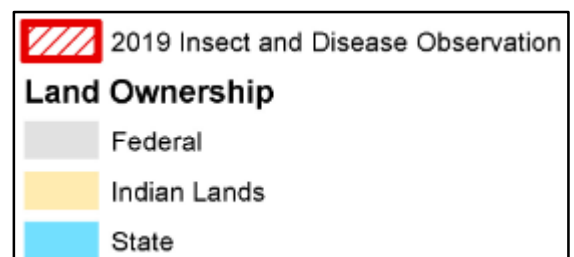 2019 Insect and Disease Observation
Land Ownership
Federal
Indian Lands
State